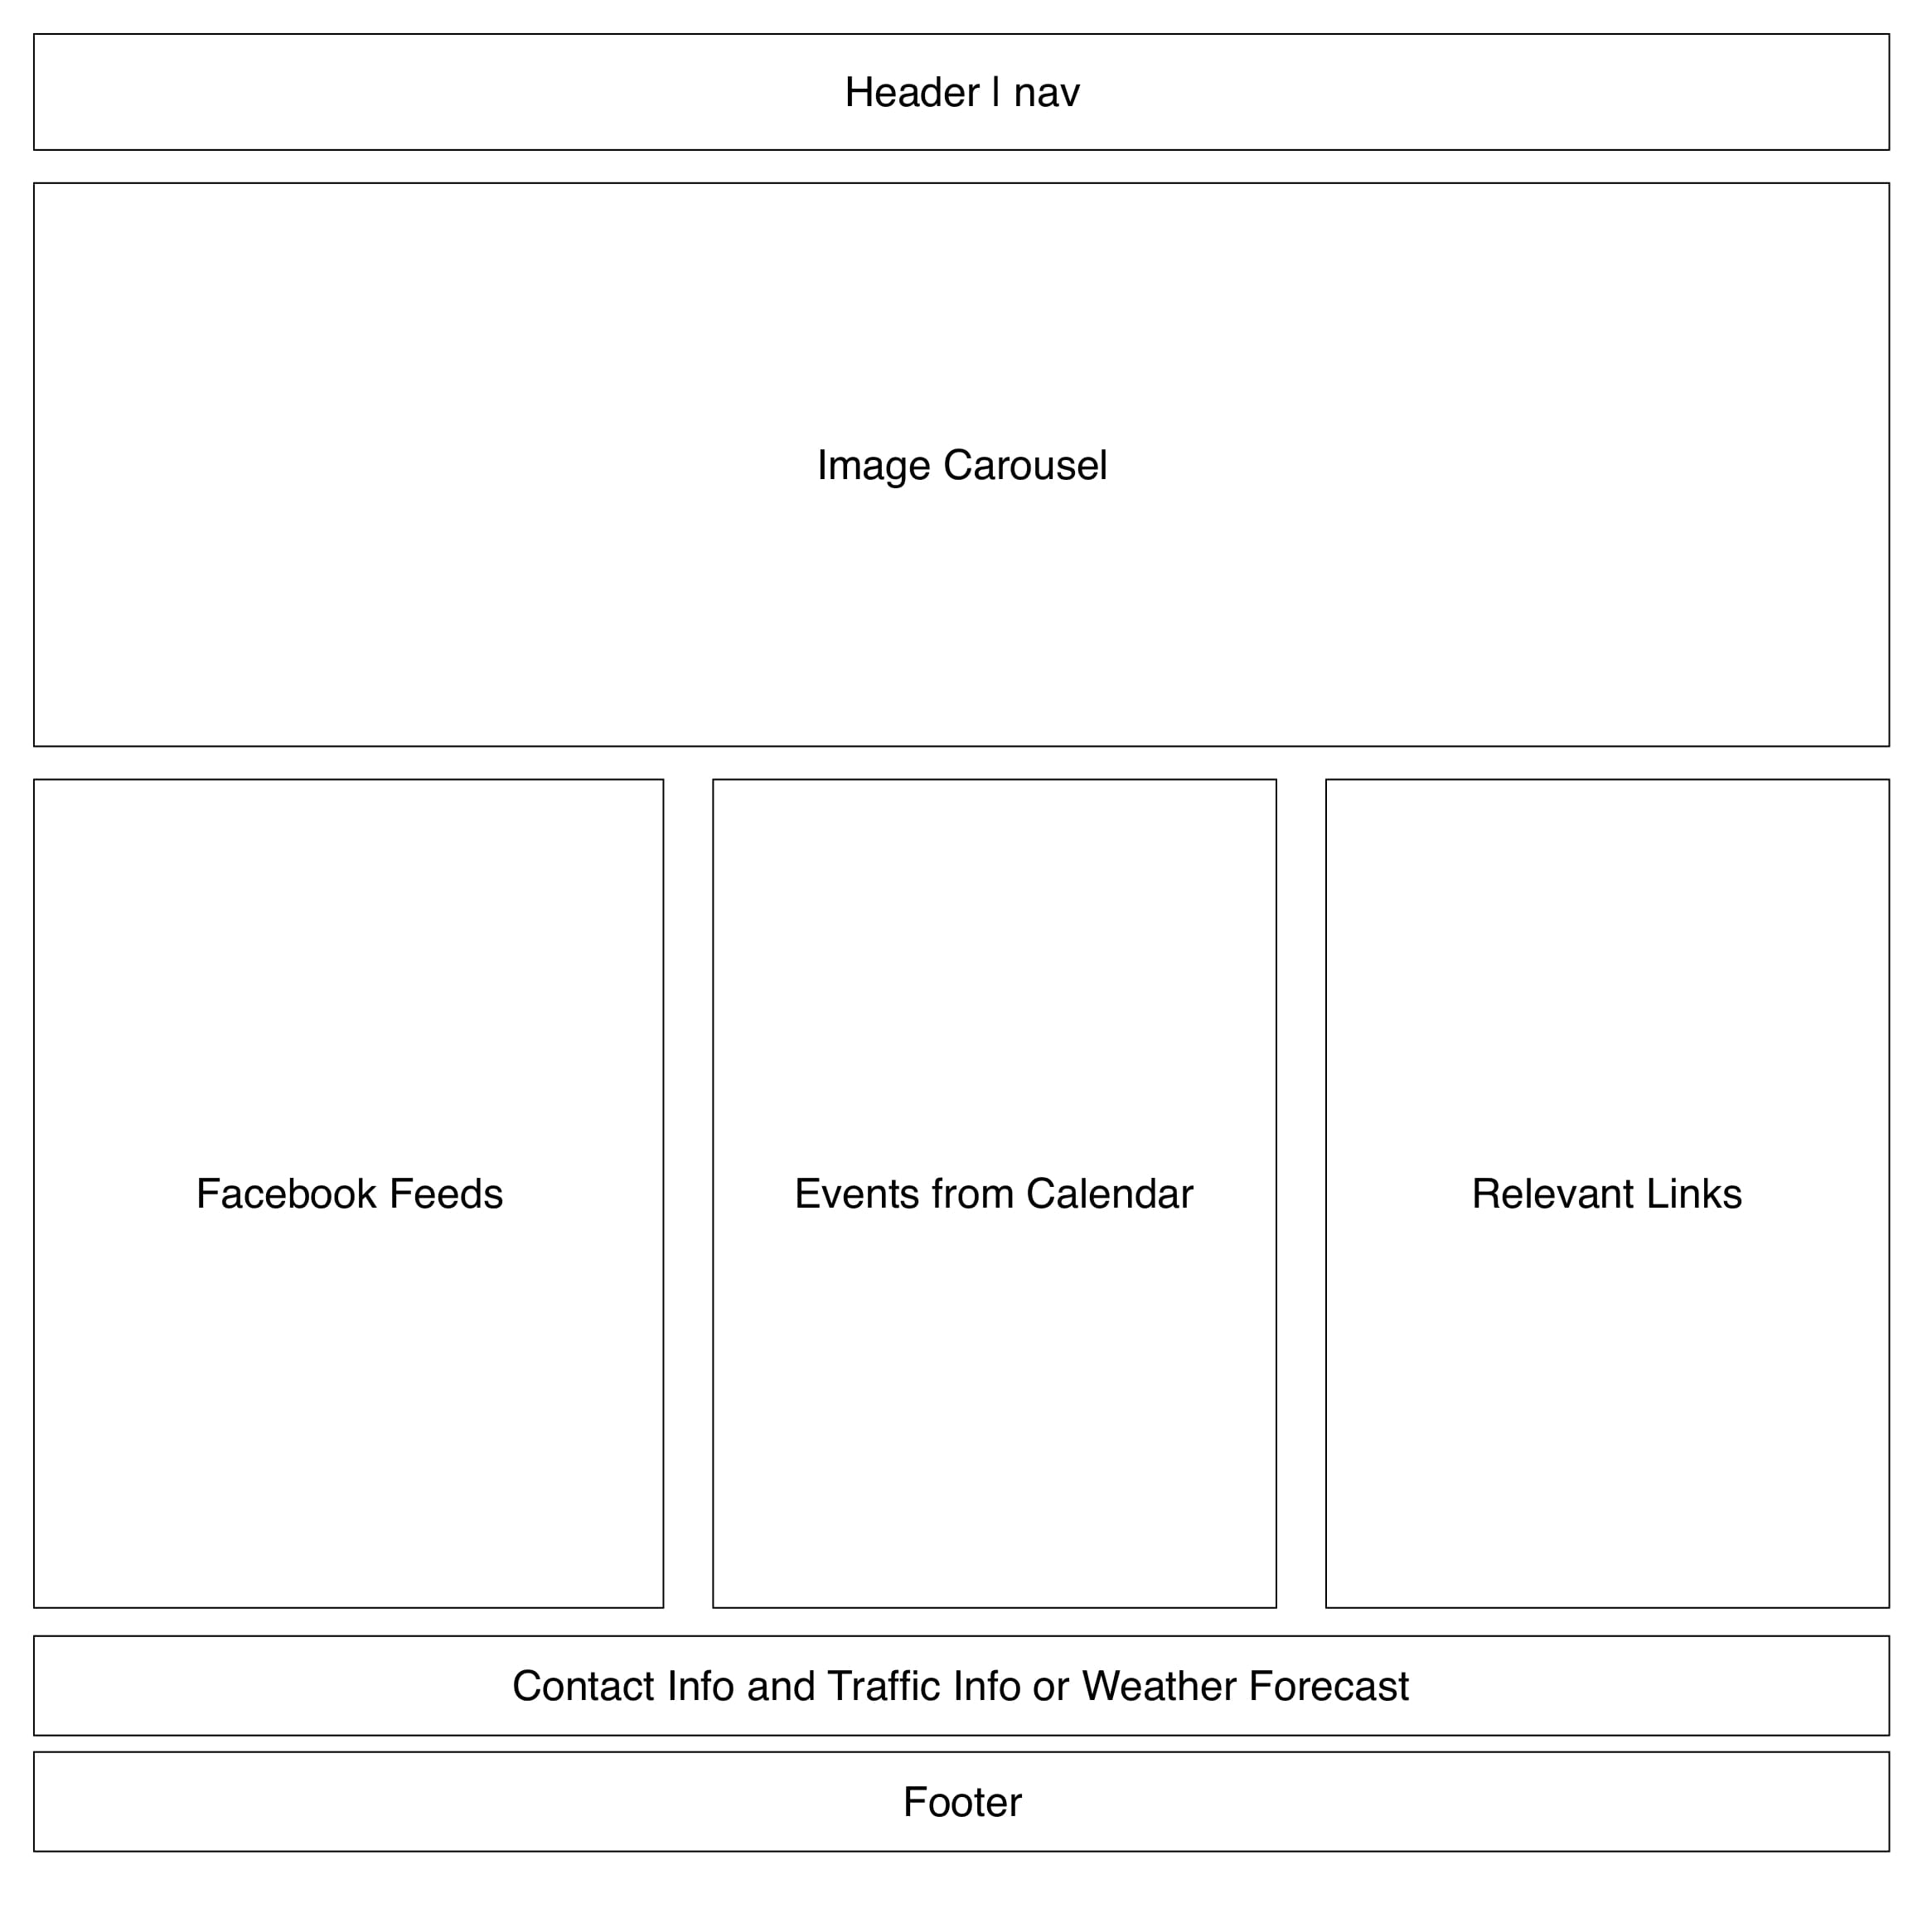 Header | nav
Image Carousel
Facebook Feeds
Events from Calendar
Relevant Links
Contact Info and Traffic Info or Weather Forecast
Footer